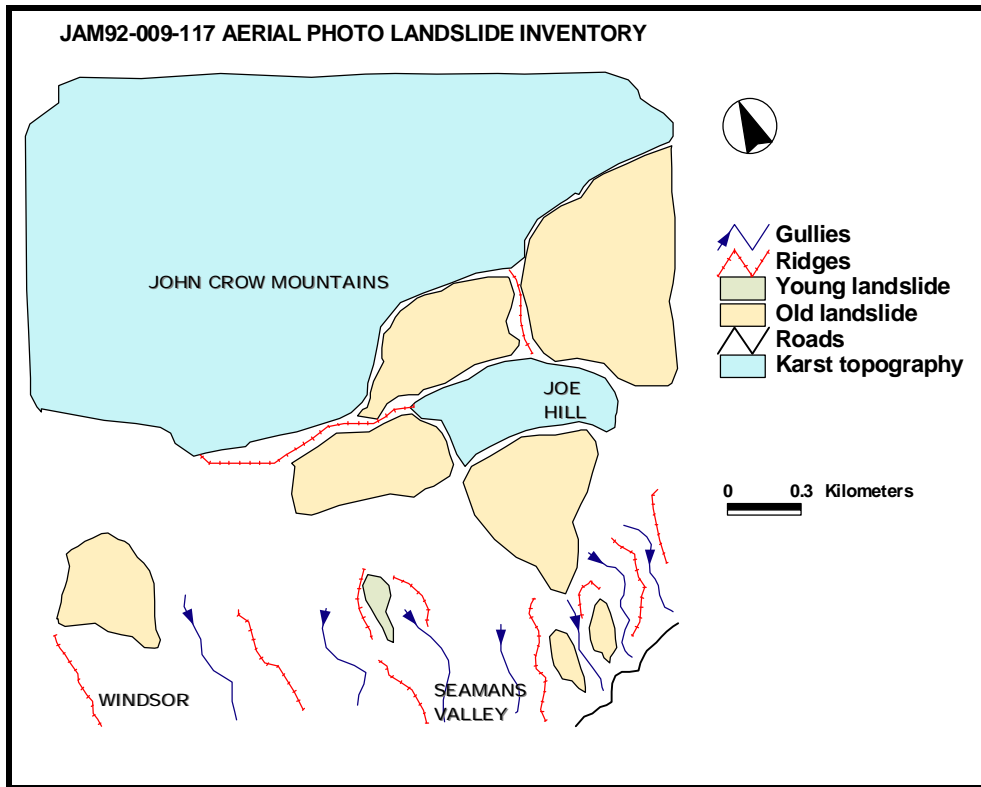 JAM92-009-117 AERIAL PHOTO LANDSLIDE INVENTORY
JOHN CROW MOUNTAINS
JOE
HILL
WINDSOR
SEAMANS
VALLEY
Gullies
Ridges
Young landslide
Old landslide
Roads
Karst topography
0 0.3 Kilometers